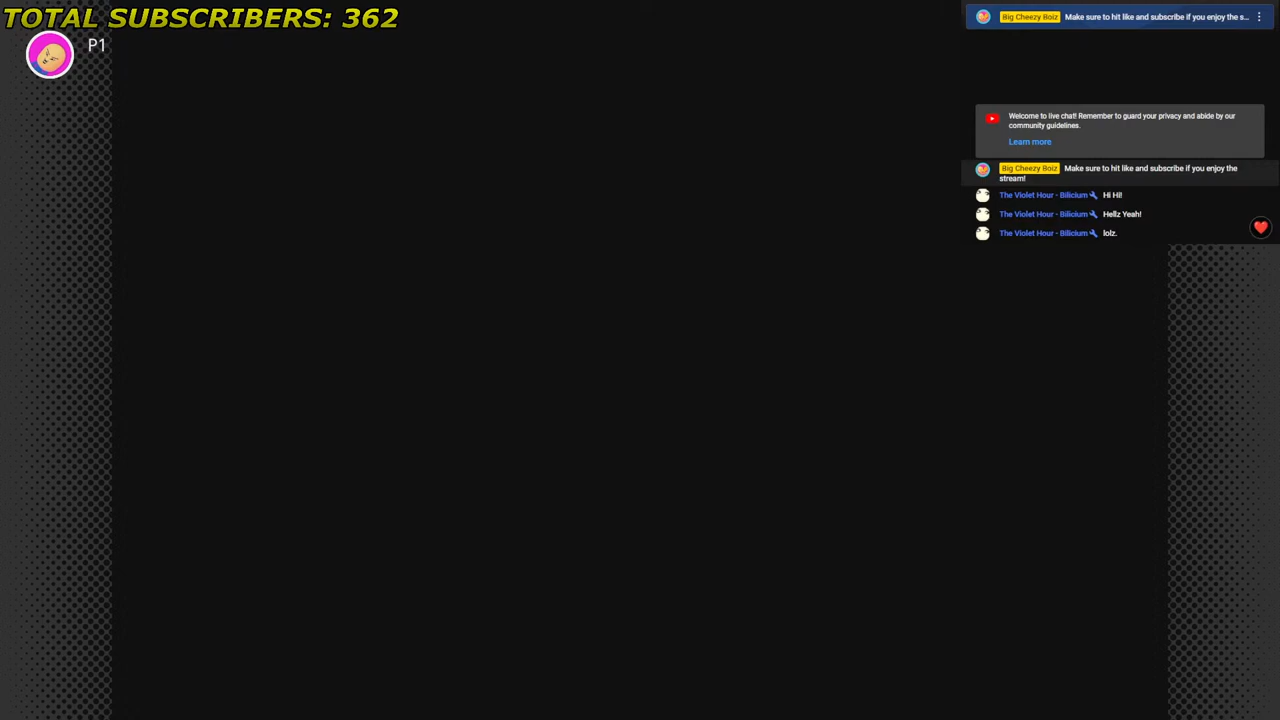 TOTAL SUBSCRIBERS: 362
P1
Big Cheezy Boiz Make sure to hit like and subscribe if you enjoy the s...
Welcome to live chat! Remember to guard your privacy and abide by our
community guidelines.
Learn more
Big Cheezy Boiz Make sure to hit like and subscribe if you enjoy the
stream!
The Violet Hour - Bilicium Hi Hi!
The Violet Hour - Bilicium Hellz Yeah!
The Violet Hour - Bilicium lolz.